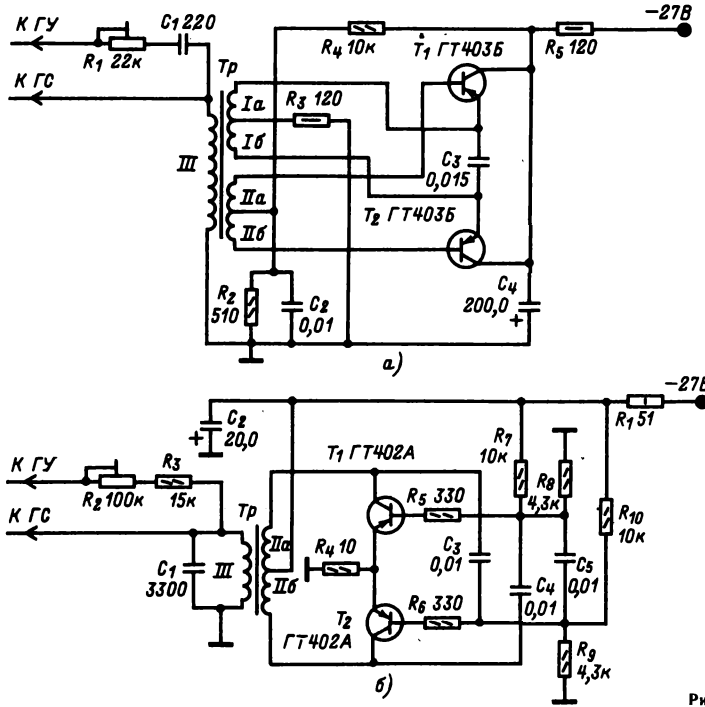 К ГУ
R1 22к
C1 220
К ГС
Тр
III
Iа
Iб
IIа
IIб
R3 120
R4 10к
T1 ГТ403Б
R5 120
−27В
C3
0,015
T2 ГТ403Б
R2
510
C2
0,01
C4
200,0
+
а)
−27В
R1 51
+
C2
20,0
T1 ГТ402А
R7
10к
R8
4,3к
R10
10к
К ГУ
R2 100к
R3
15к
К ГС
Тр
C1
3300
III
IIа
IIб
R4 10
R5 330
C3
0,01
C4
0,01
C5
0,01
R6 330
T2
ГТ402А
R9
4,3к
б)
Ри